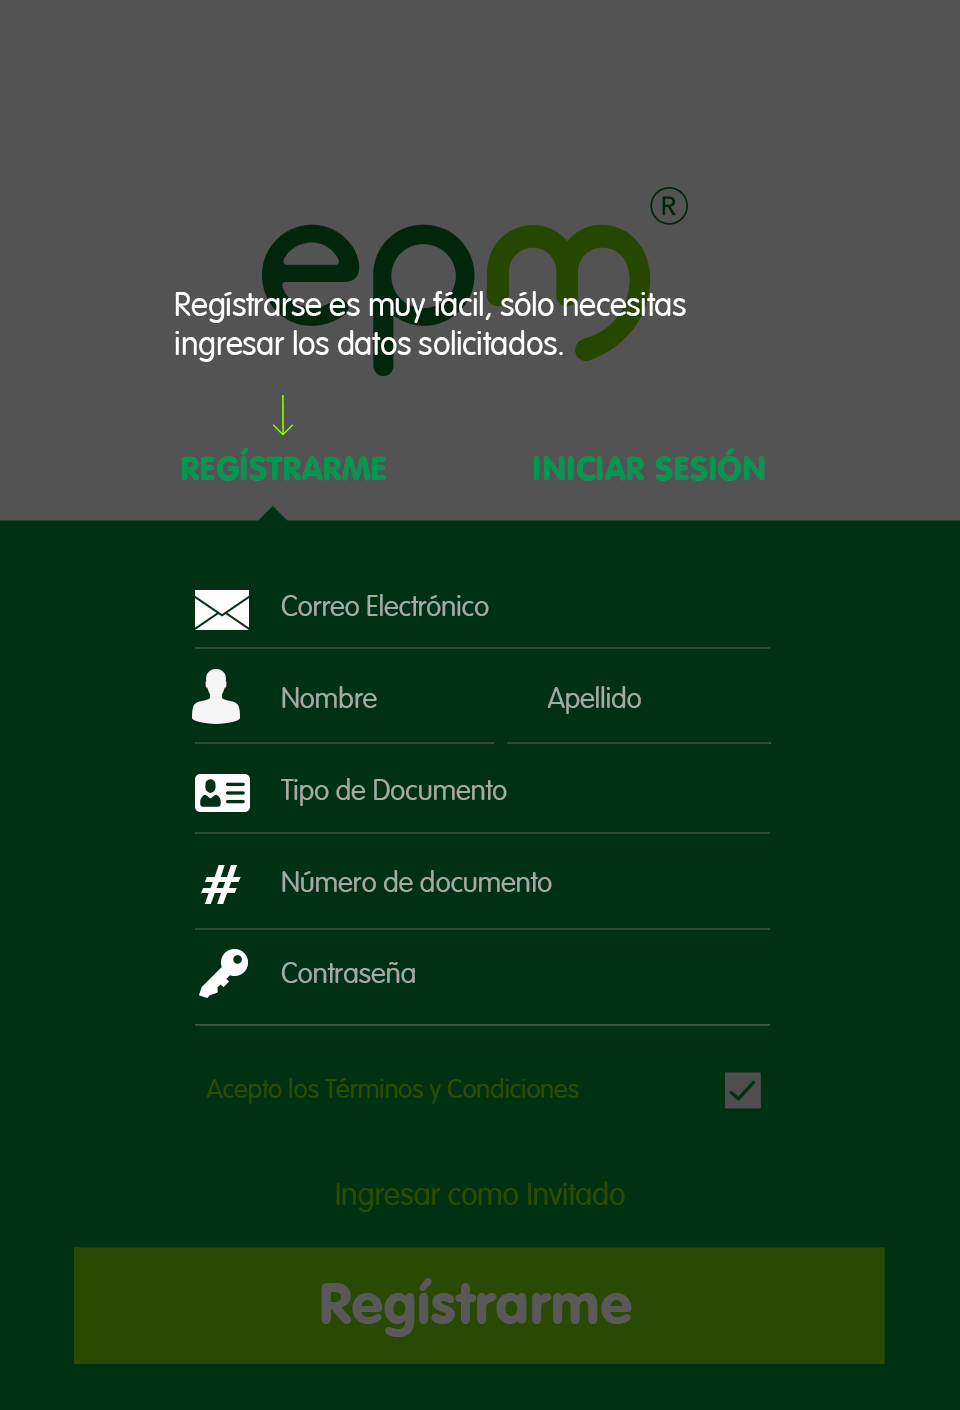 epm®
Regístrarse es muy fácil, sólo necesitas
ingresar los datos solicitados.
REGÍSTRARME INICIAR SESIÓN
Correo Electrónico
Nombre Apellido
Tipo de Documento
# Número de documento
Contraseña
Acepto los Términos y Condiciones
Ingresar como Invitado
Regístrarme